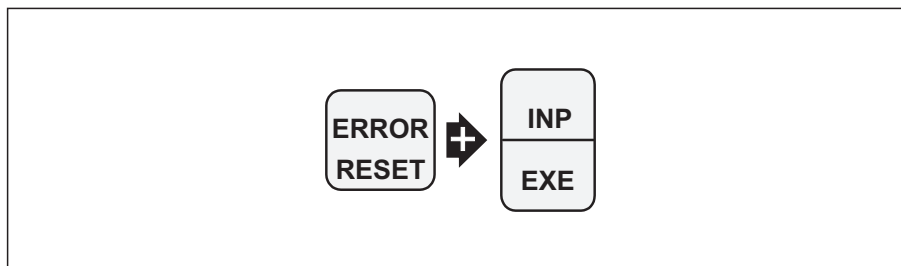 ERROR
RESET
+
INP
EXE